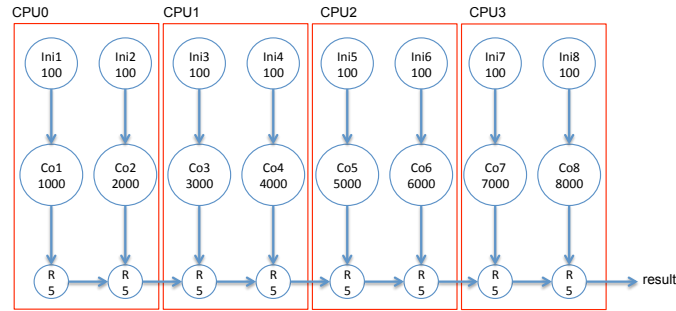 CPU0 CPU1 CPU2 CPU3
Ini1 Ini2 Ini3 Ini4 Ini5 Ini6 Ini7 Ini8
100 100 100 100 100 100 100 100
Co1 Co2 Co3 Co4 Co5 Co6 Co7 Co8
1000 2000 3000 4000 5000 6000 7000 8000
R R R R R R R R
5 5 5 5 5 5 5 5
result